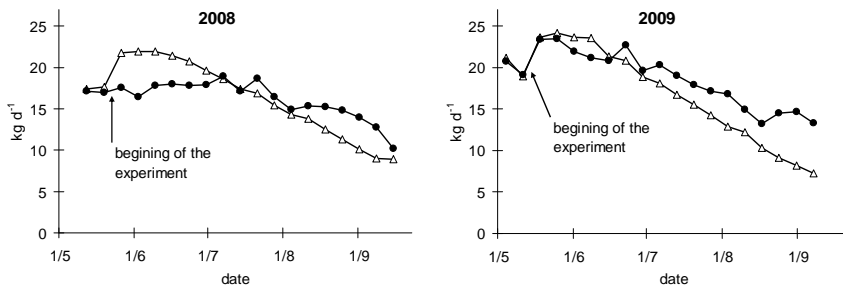 2008
25
20
15
10
5
0
kg d-1
begining of the
experiment
1/5 1/6 1/7 1/8 1/9
date
2009
25
20
15
10
5
0
kg d-1
begining of the
experiment
1/5 1/6 1/7 1/8 1/9
date